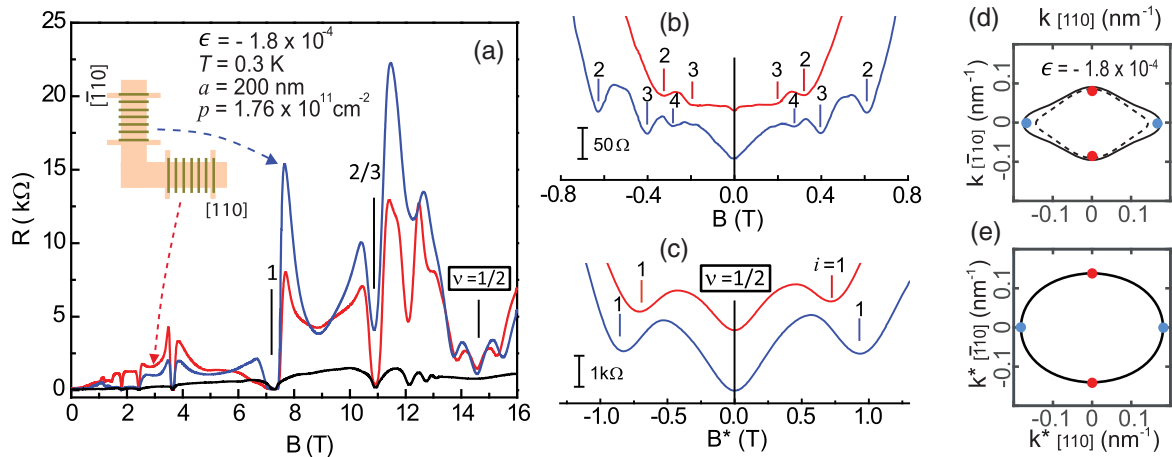 (a)
ϵ = - 1.8 x 10⁻⁴
T = 0.3 K
a = 200 nm
p = 1.76 x 10¹¹cm⁻²
[1̅10]
[110]
1
2/3
ν =1/2
R ( kΩ)
25
20
15
10
5
0
0 2 4 6 8 10 12 14 16
B (T)
(b)
2 3 3 2
2 3 4 4 3 2
50 Ω
-0.8 -0.4 0.0 0.4 0.8
B (T)
(c)
ν =1/2
1 i=1
1 1
1kΩ
-1.0 -0.5 0.0 0.5 1.0
B* (T)
(d)
k [110] (nm⁻¹)
ϵ = - 1.8 x 10⁻⁴
k [1̅10] (nm⁻¹)
0.1
0
-0.1
-0.1 0 0.1
(e)
k* [1̅10] (nm⁻¹)
0.1
0
-0.1
-0.1 0 0.1
k* [110] (nm⁻¹)